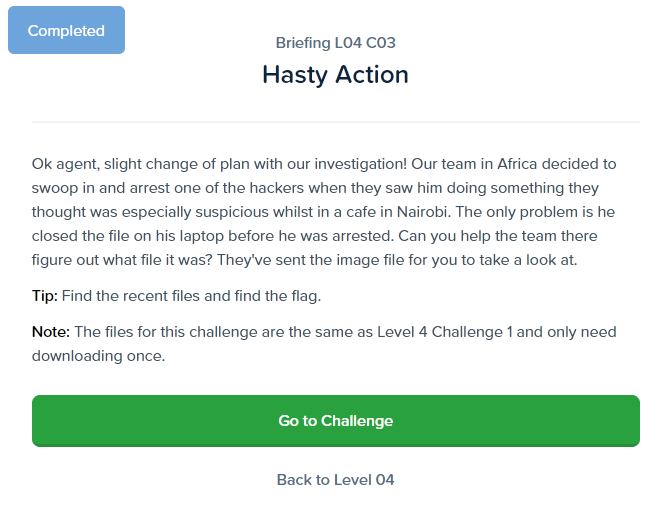 Completed
Briefing L04 C03
Hasty Action
Ok agent, slight change of plan with our investigation! Our team in Africa decided to
swoop in and arrest one of the hackers when they saw him doing something they
thought was especially suspicious whilst in a cafe in Nairobi. The only problem is he
closed the file on his laptop before he was arrested. Can you help the team there
figure out what file it was? They've sent the image file for you to take a look at.
Tip: Find the recent files and find the flag.
Note: The files for this challenge are the same as Level 4 Challenge 1 and only need
downloading once.
Go to Challenge
Back to Level 04